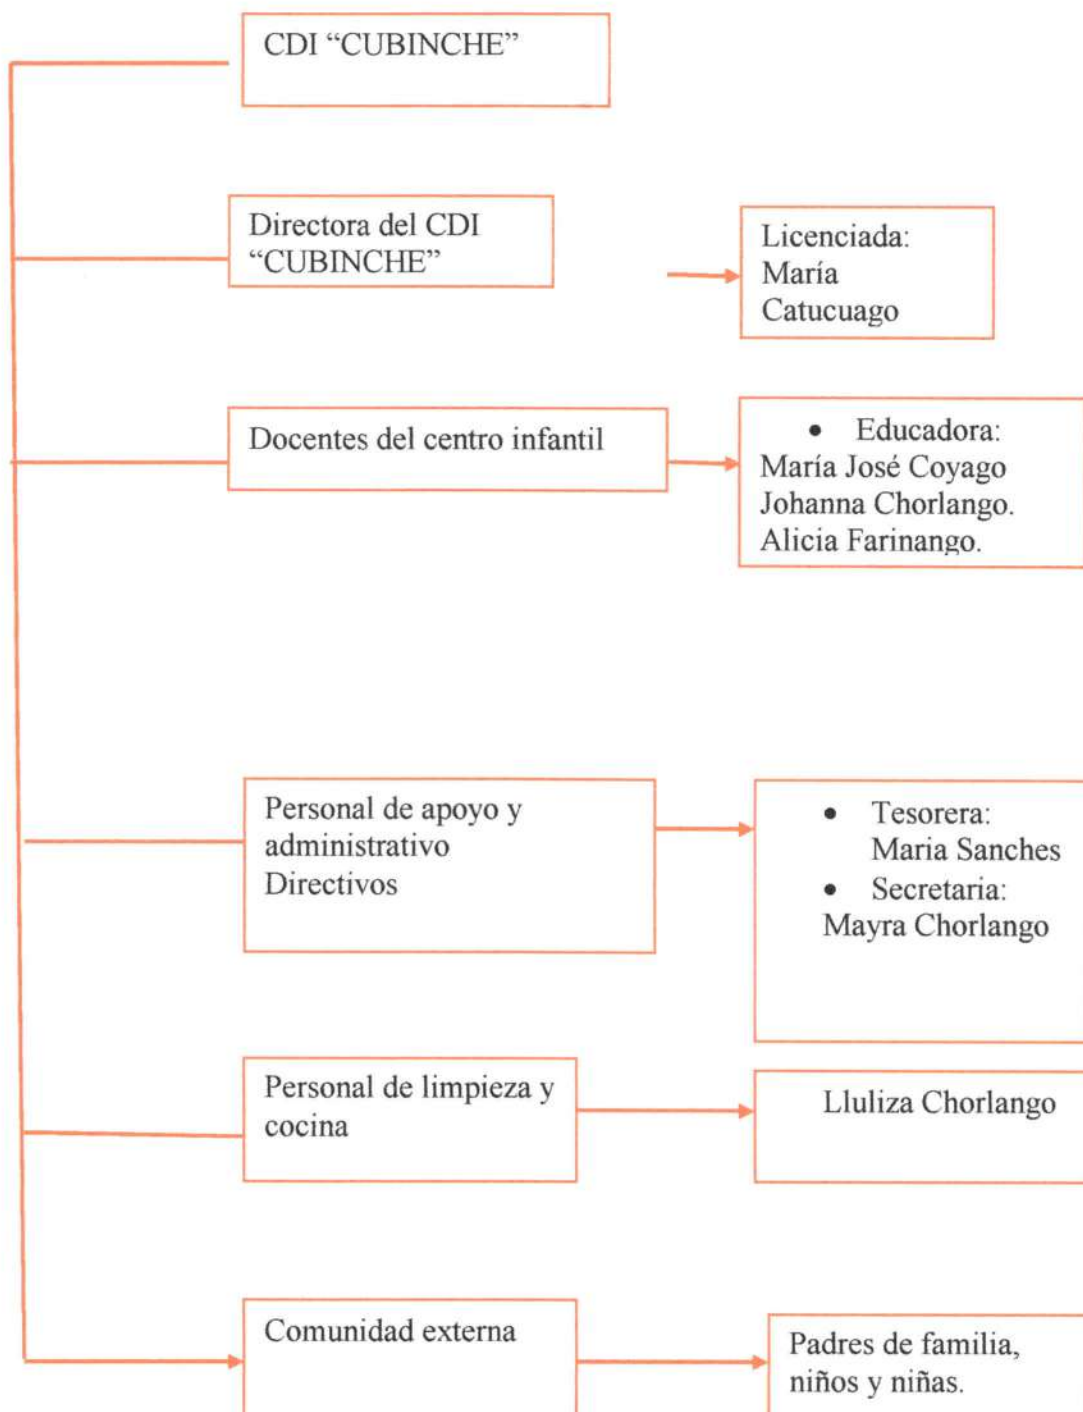 CDI “CUBINCHE”
Directora del CDI
“CUBINCHE”
Licenciada:
María
Catucuago
Docentes del centro infantil
• Educadora:
María José Coyago
Johanna Chorlango.
Alicia Farinango.
Personal de apoyo y
administrativo
Directivos
• Tesorera:
Maria Sanches
• Secretaria:
Mayra Chorlango
Personal de limpieza y
cocina
Lluliza Chorlango
Comunidad externa
Padres de familia,
niños y niñas.